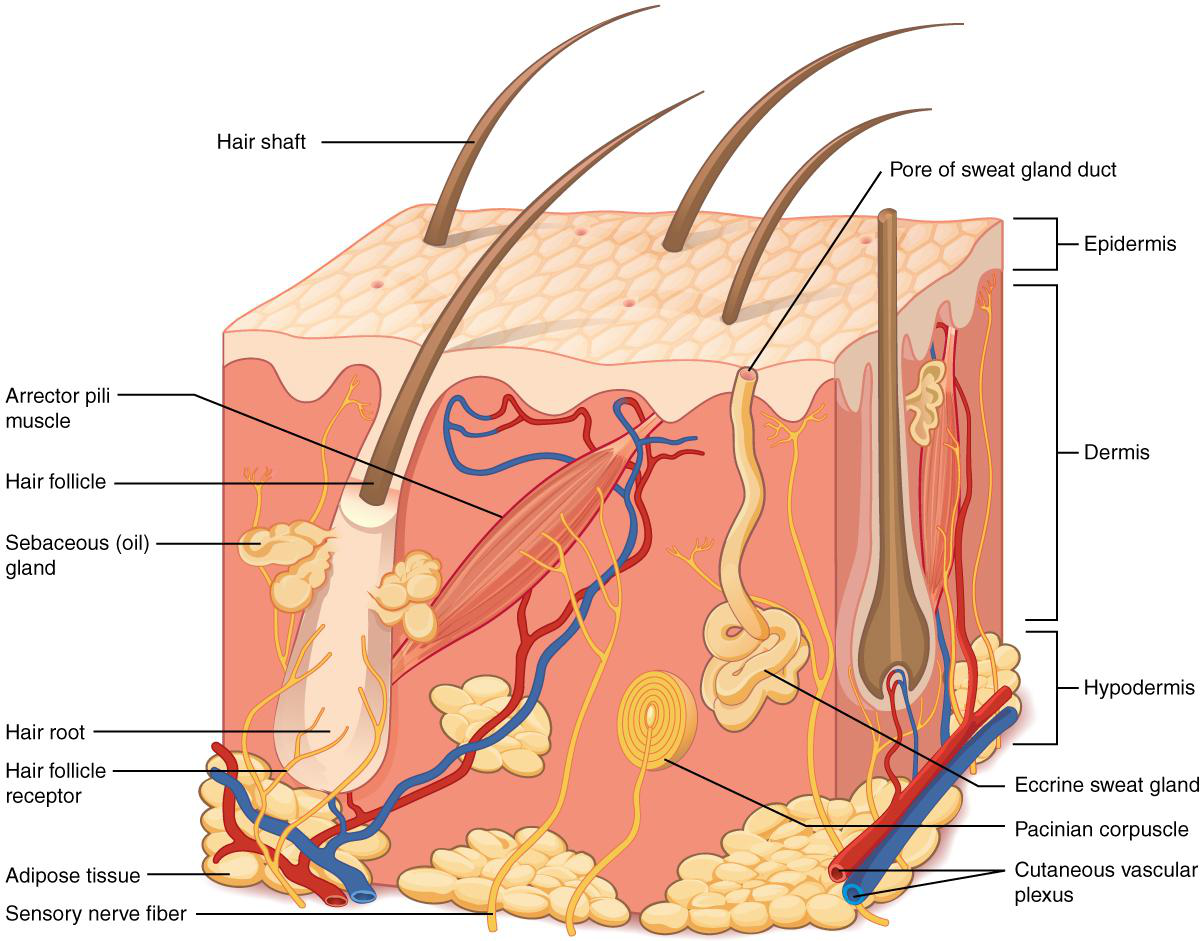 Hair shaft
Pore of sweat gland duct
Epidermis
Arrector pili
muscle
Dermis
Hair follicle
Sebaceous (oil)
gland
Hypodermis
Hair root
Hair follicle
receptor
Eccrine sweat gland
Pacinian corpuscle
Adipose tissue
Cutaneous vascular
plexus
Sensory nerve fiber